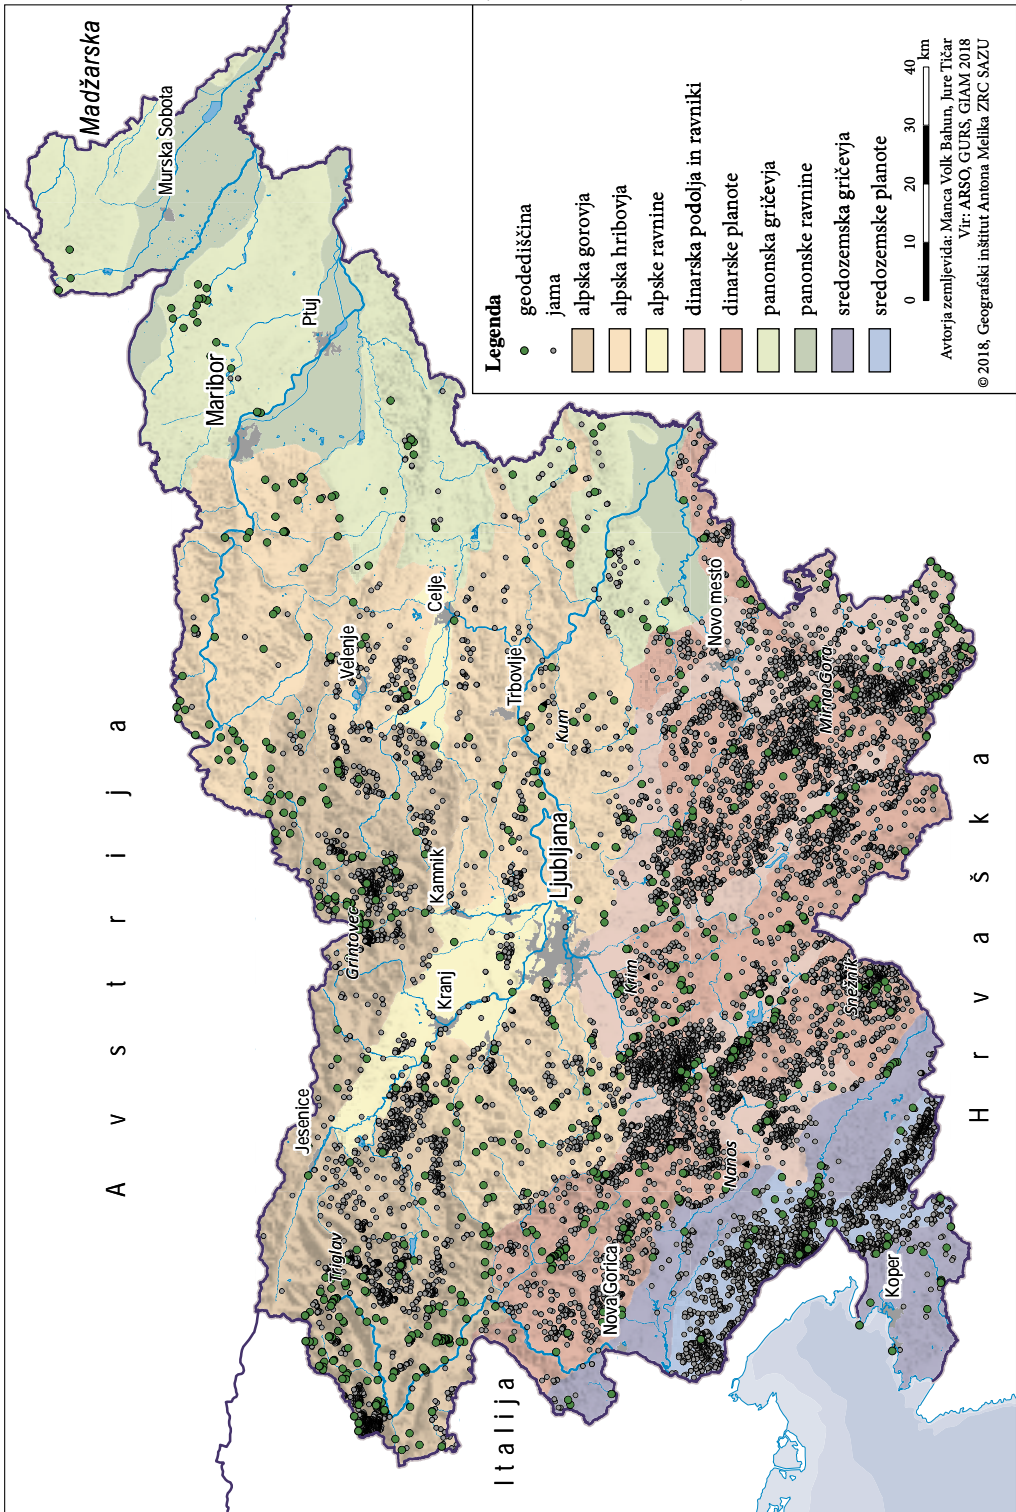 Avstrija
Madžarska
Murska Sobota
Maribor
Ptuj
Jesenice
Triglav
Grintovec
Velenje
Kranj
Kamnik
Celje
Trbovlje
Kum
Ljubljana
Italija
Nova Gorica
Krim
Novo mesto
Nanos
Mirna Gora
Snežnik
Koper
Hrvaška
Legenda
geodediščina
jama
alpska gorovja
alpska hribovja
alpske ravnine
dinarska podolja in ravniki
dinarske planote
panonska gričevja
panonske ravnine
sredozemska gričevja
sredozemske planote
0 10 20 30 40
km
Avtorja zemljevida: Manca Volk Bahun, Jure Tičar
Vir: ARSO, GURS, GIAM 2018
© 2018, Geografski inštitut Antona Melika ZRC SAZU